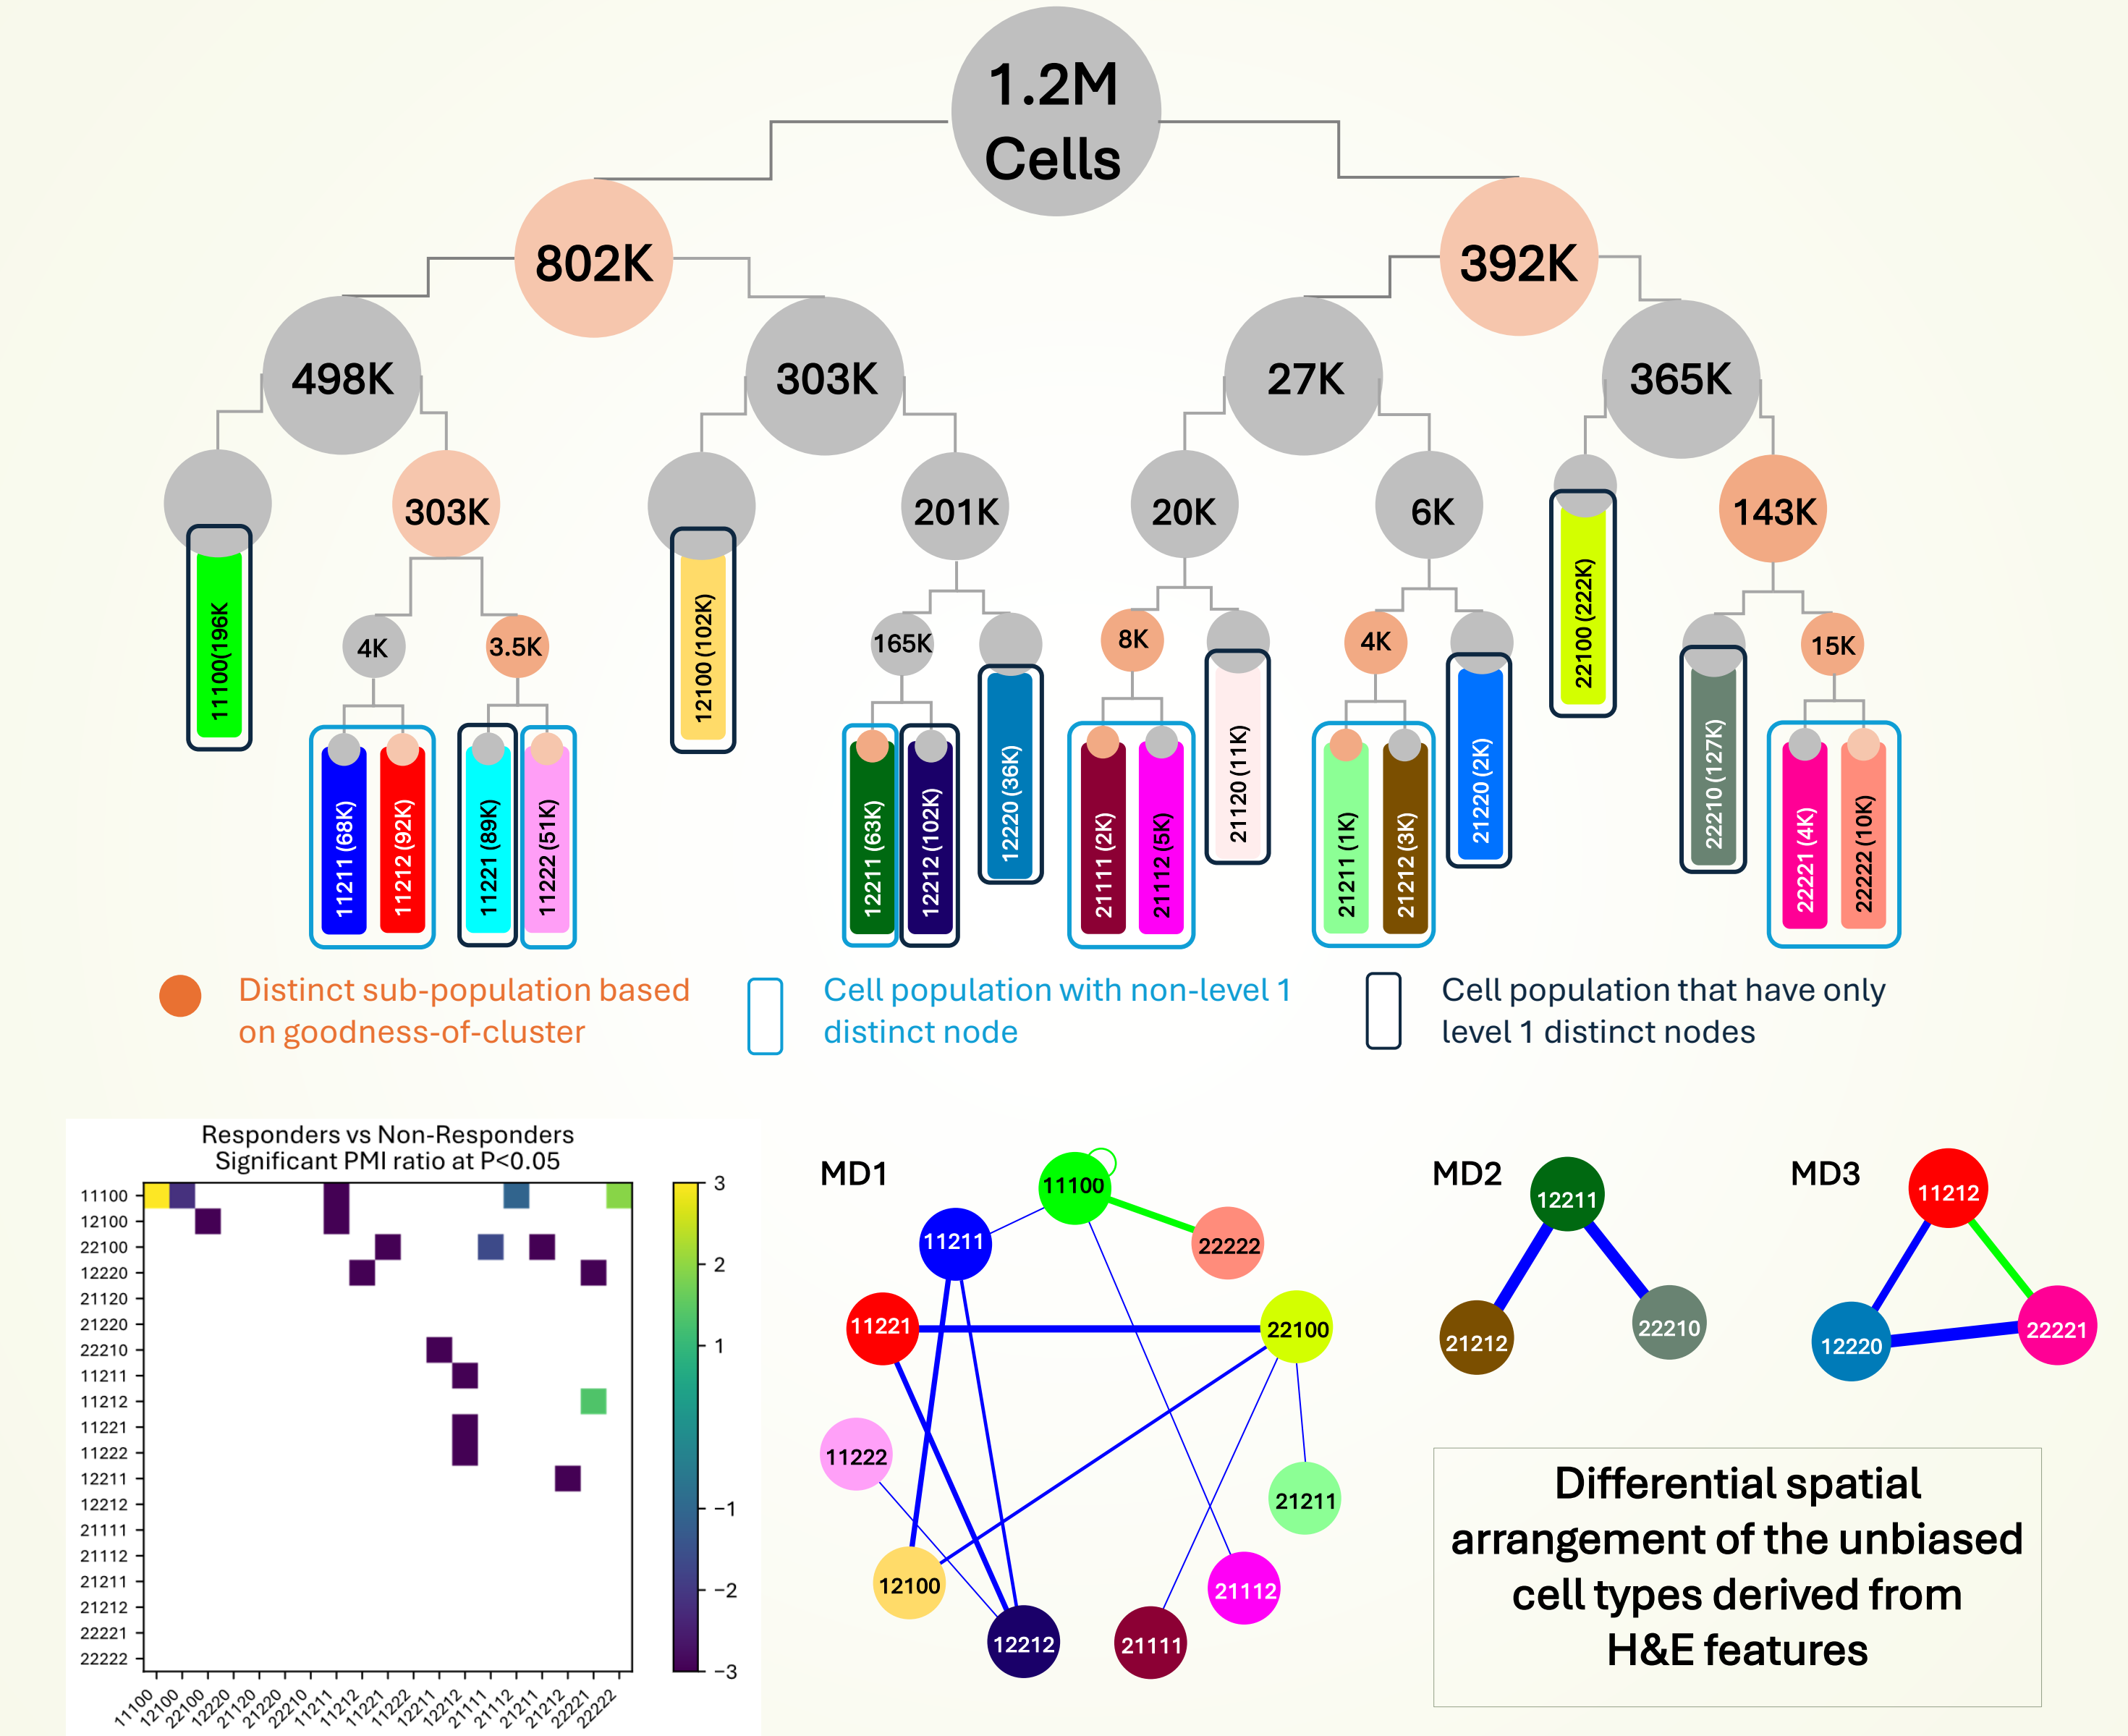 1.2M
Cells
802K
392K
498K
303K
27K
365K
303K
201K
20K
6K
143K
4K
3.5K
165K
8K
4K
15K
11100(196K
11211 (68K)
11212 (92K)
11221 (89K)
11222 (51K)
12100 (102K)
12211 (63K)
12212 (102K)
12220 (36K)
21111 (2K)
21112 (5K)
21120 (11K)
21211 (1K)
21212 (3K)
21220 (2K)
22100 (222K)
22210 (127K)
22221 (4K)
22222 (10K)
Distinct sub-population based
on goodness-of-cluster
Cell population with non-level 1
distinct node
Cell population that have only
level 1 distinct nodes
Responders vs Non-Responders
Significant PMI ratio at P<0.05
11100
12100
22100
12220
21120
21220
22210
11211
11212
11221
11222
12211
12212
21111
21112
21211
21212
22221
22222
11100
12100
22100
12220
21120
21220
22210
11211
11212
11221
11222
12211
12212
21111
21112
21211
21212
22221
22222
3
2
1
−1
−2
−3
MD1
11100
11211
22222
11221
22100
11222
21211
12100
21112
12212
21111
MD2
12211
21212
22210
MD3
11212
12220
22221
Differential spatial
arrangement of the unbiased
cell types derived from
H&E features